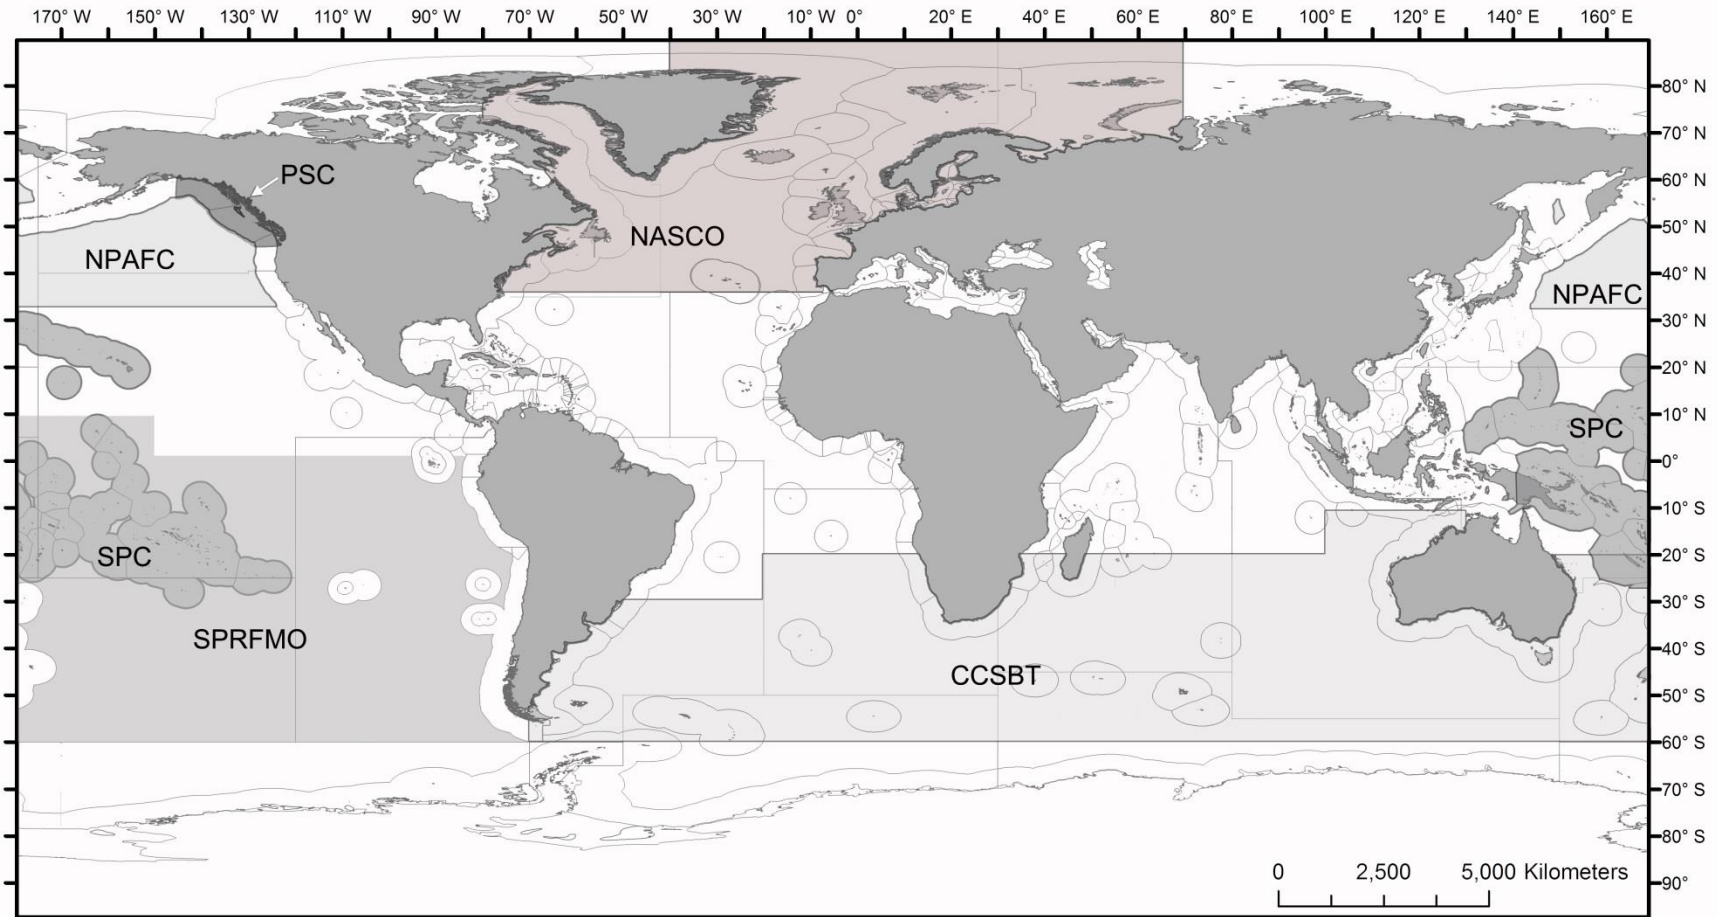 170° W 150° W 130° W 110° W 90° W 70° W 50° W 30° W 10° W 0° 20° E 40° E 60° E 80° E 100° E 120° E 140° E 160° E
80° N
70° N
PSC
60° N
NASCO
50° N
NPAFC
40° N
NPAFC
30° N
20° N
10° N
SPC
0°
10° S
SPC
20° S
30° S
SPRFMO
40° S
CCSBT
50° S
60° S
70° S
80° S
0 2,500 5,000 Kilometers
90°